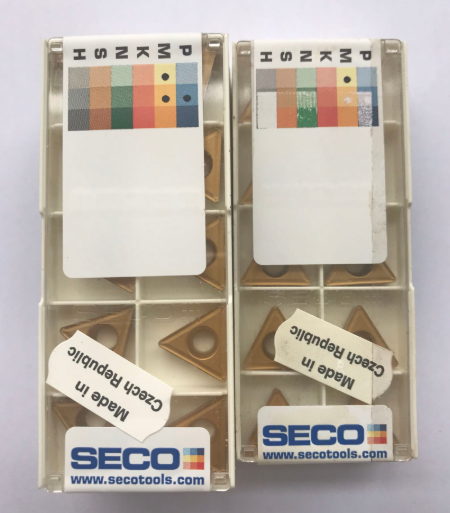 P M K N S H
Made in
Czech Republic
SECO
www.secotools.com
P M K N S H
Made in
Czech Republic
SECO
www.secotools.com